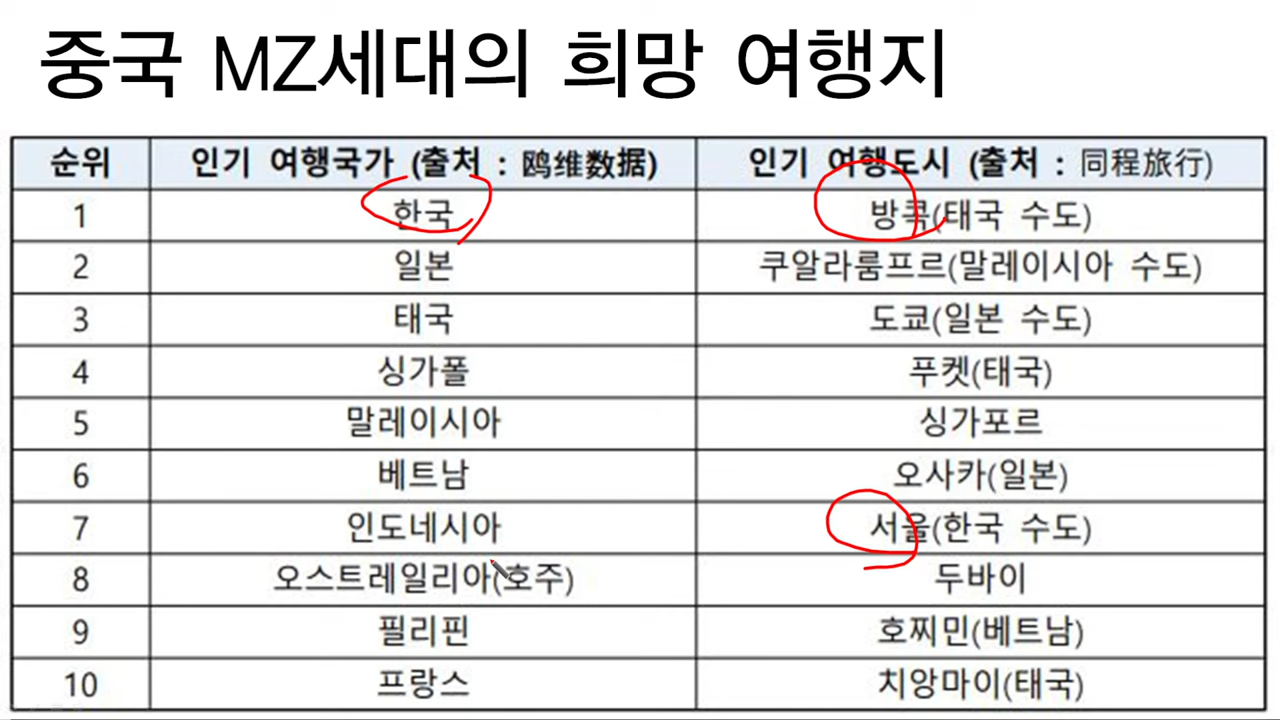 중국 MZ세대의 희망 여행지
순위 인기 여행국가 (출처 : 鸥维数据) 인기 여행도시 (출처 : 同程旅行)
1 한국 방콕(태국 수도)
2 일본 쿠알라룸프르(말레이시아 수도)
3 태국 도쿄(일본 수도)
4 싱가폴 푸켓(태국)
5 말레이시아 싱가포르
6 베트남 오사카(일본)
7 인도네시아 서울(한국 수도)
8 오스트레일리아(호주) 두바이
9 필리핀 호찌민(베트남)
10 프랑스 치앙마이(태국)